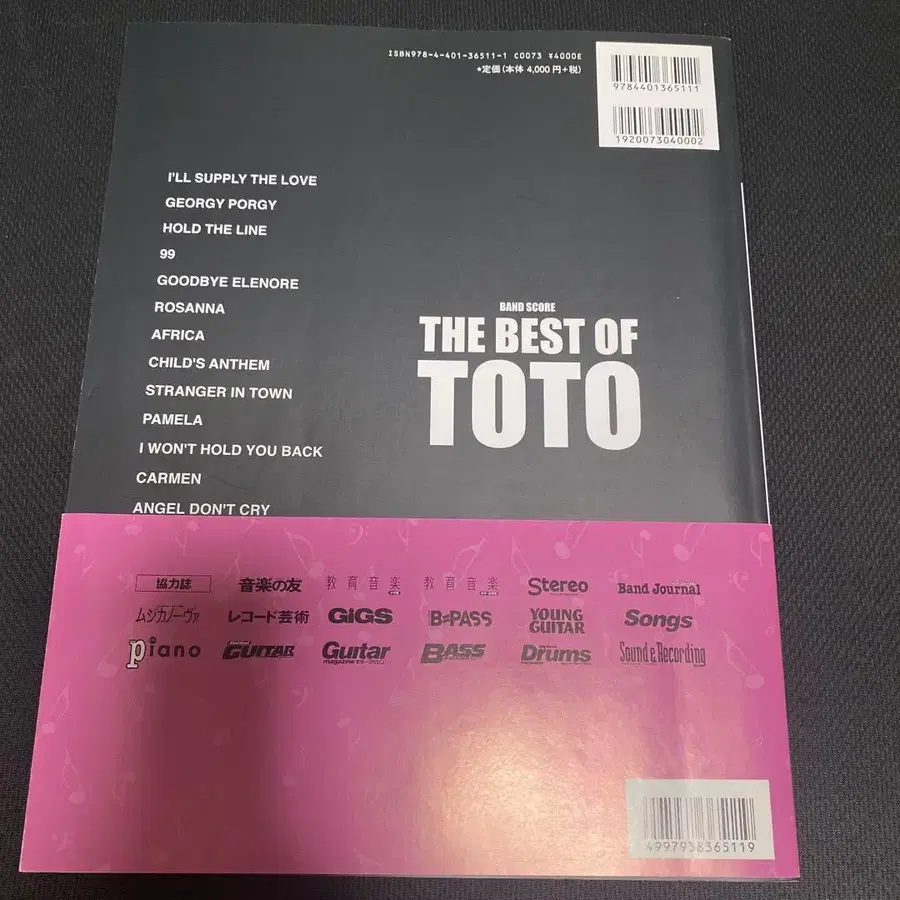 ISBN978-4-401-36511-1 C0073 ¥4000E
★定価(本体 4,000円+税)
9784401365111
1920073040002
I'LL SUPPLY THE LOVE
GEORGY PORGY
HOLD THE LINE
99
GOODBYE ELENORE
ROSANNA
AFRICA
CHILD'S ANTHEM
STRANGER IN TOWN
PAMELA
I WON'T HOLD YOU BACK
CARMEN
ANGEL DON'T CRY
BAND SCORE
THE BEST OF
TOTO
協力誌 音楽の友 教育音楽 教育音楽 Stereo Band Journal
ムジカノーヴァ レコード芸術 GiGS B=PASS YOUNG GUITAR Songs
piano GUITAR Guitar magazine BASS Drums Sound & Recording
4997938365119